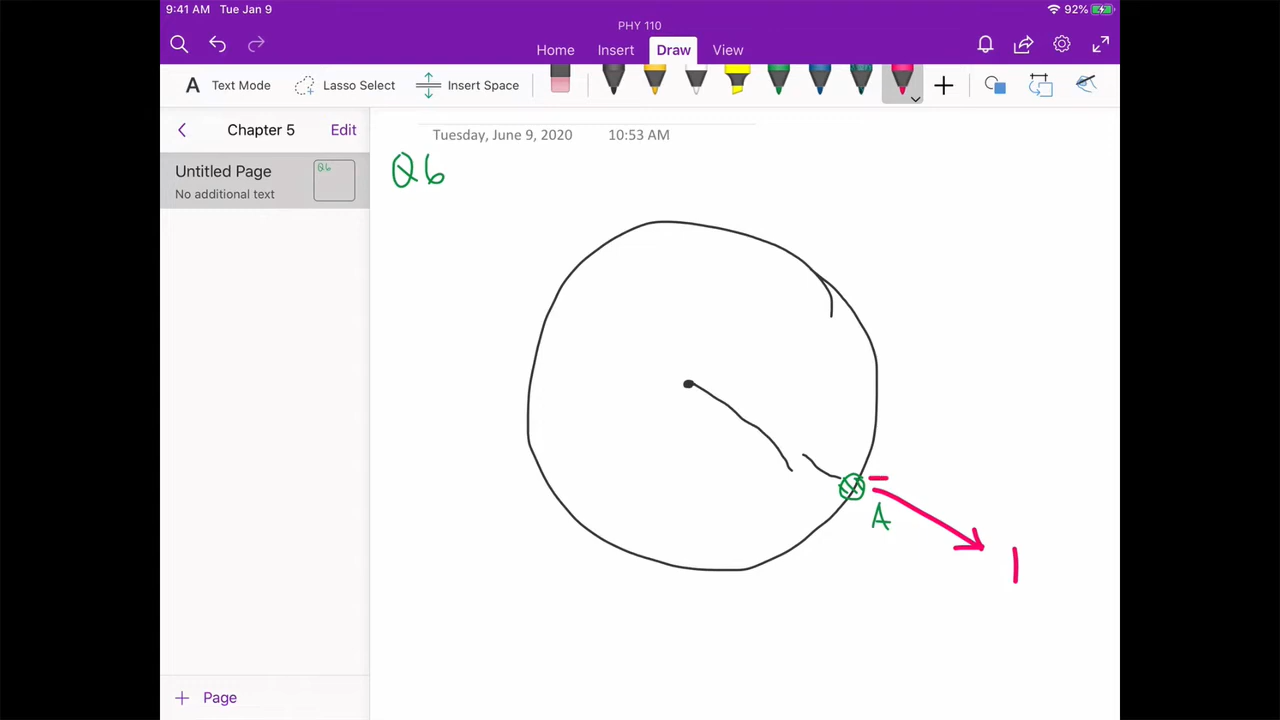 9:41 AM Tue Jan 9
92%
PHY 110
Home Insert Draw View
A Text Mode Lasso Select Insert Space
Chapter 5 Edit
Tuesday, June 9, 2020 10:53 AM
Untitled Page
Q6
No additional text
Q6
A
+ Page